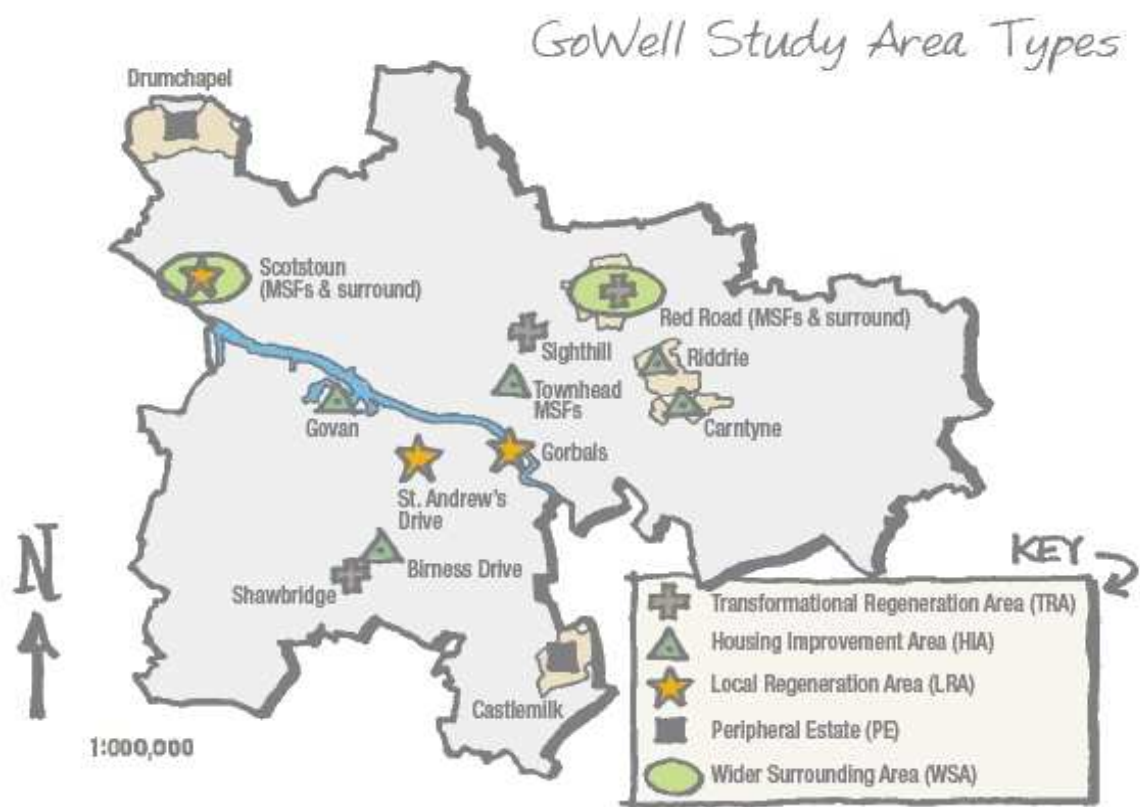 GoWell Study Area Types
Drumchapel
Scotstoun
(MSFs & surround)
Red Road (MSFs & surround)
Sighthill
Riddrie
Townhead
MSFs
Govan
Carntyne
Gorbals
St. Andrew's
Drive
Birness Drive
Shawbridge
Castlemilk
N
1:000,000
KEY
Transformational Regeneration Area (TRA)
Housing Improvement Area (HIA)
Local Regeneration Area (LRA)
Peripheral Estate (PE)
Wider Surrounding Area (WSA)